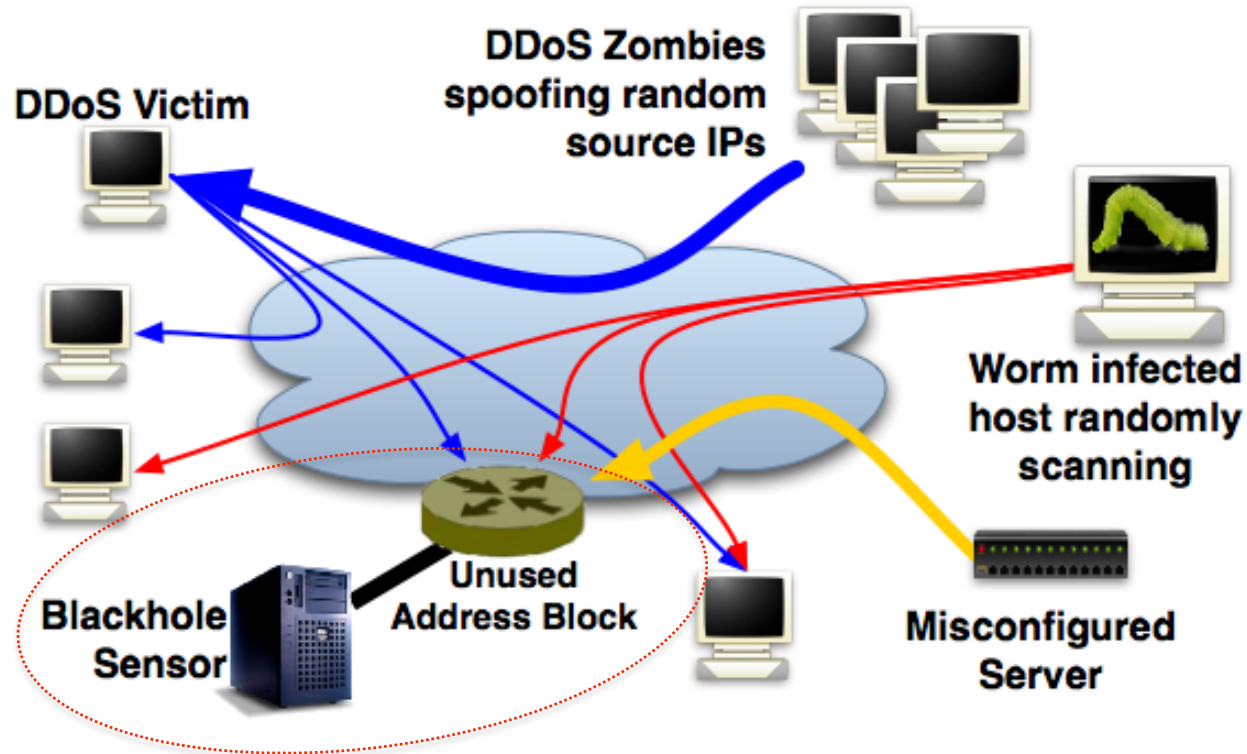 DDoS Zombies
spoofing random
source IPs
DDoS Victim
Worm infected
host randomly
scanning
Unused
Address Block
Blackhole
Sensor
Misconfigured
Server